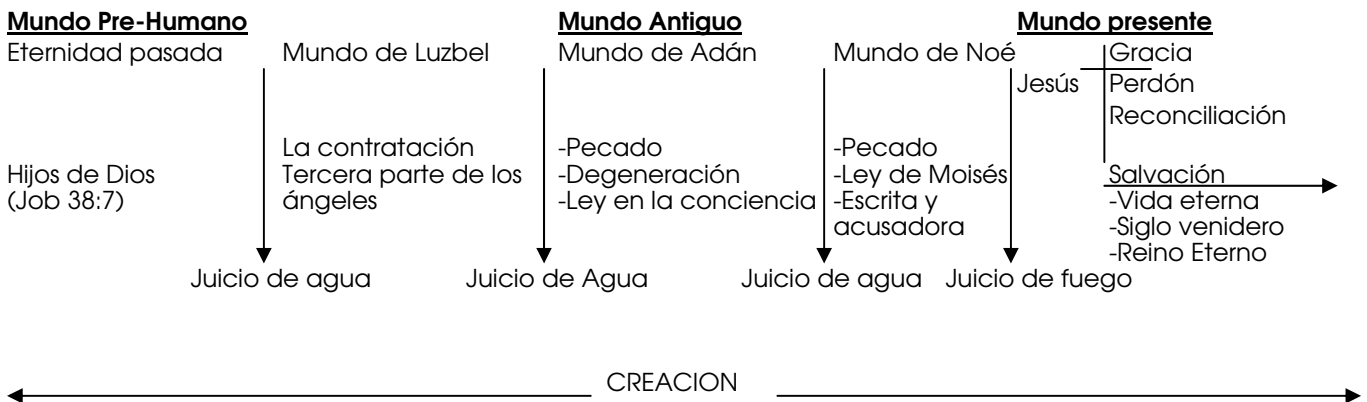 Mundo Pre-Humano
Mundo Antiguo
Mundo presente
Eternidad pasada
Mundo de Luzbel
Mundo de Adán
Mundo de Noé
Gracia
Jesús
Perdón
Reconciliación
Hijos de Dios
(Job 38:7)
La contratación
Tercera parte de los
ángeles
-Pecado
-Degeneración
-Ley en la conciencia
-Pecado
-Ley de Moisés
-Escrita y
acusadora
Salvación
-Vida eterna
-Siglo venidero
-Reino Eterno
Juicio de agua
Juicio de Agua
Juicio de agua
Juicio de fuego
CREACION